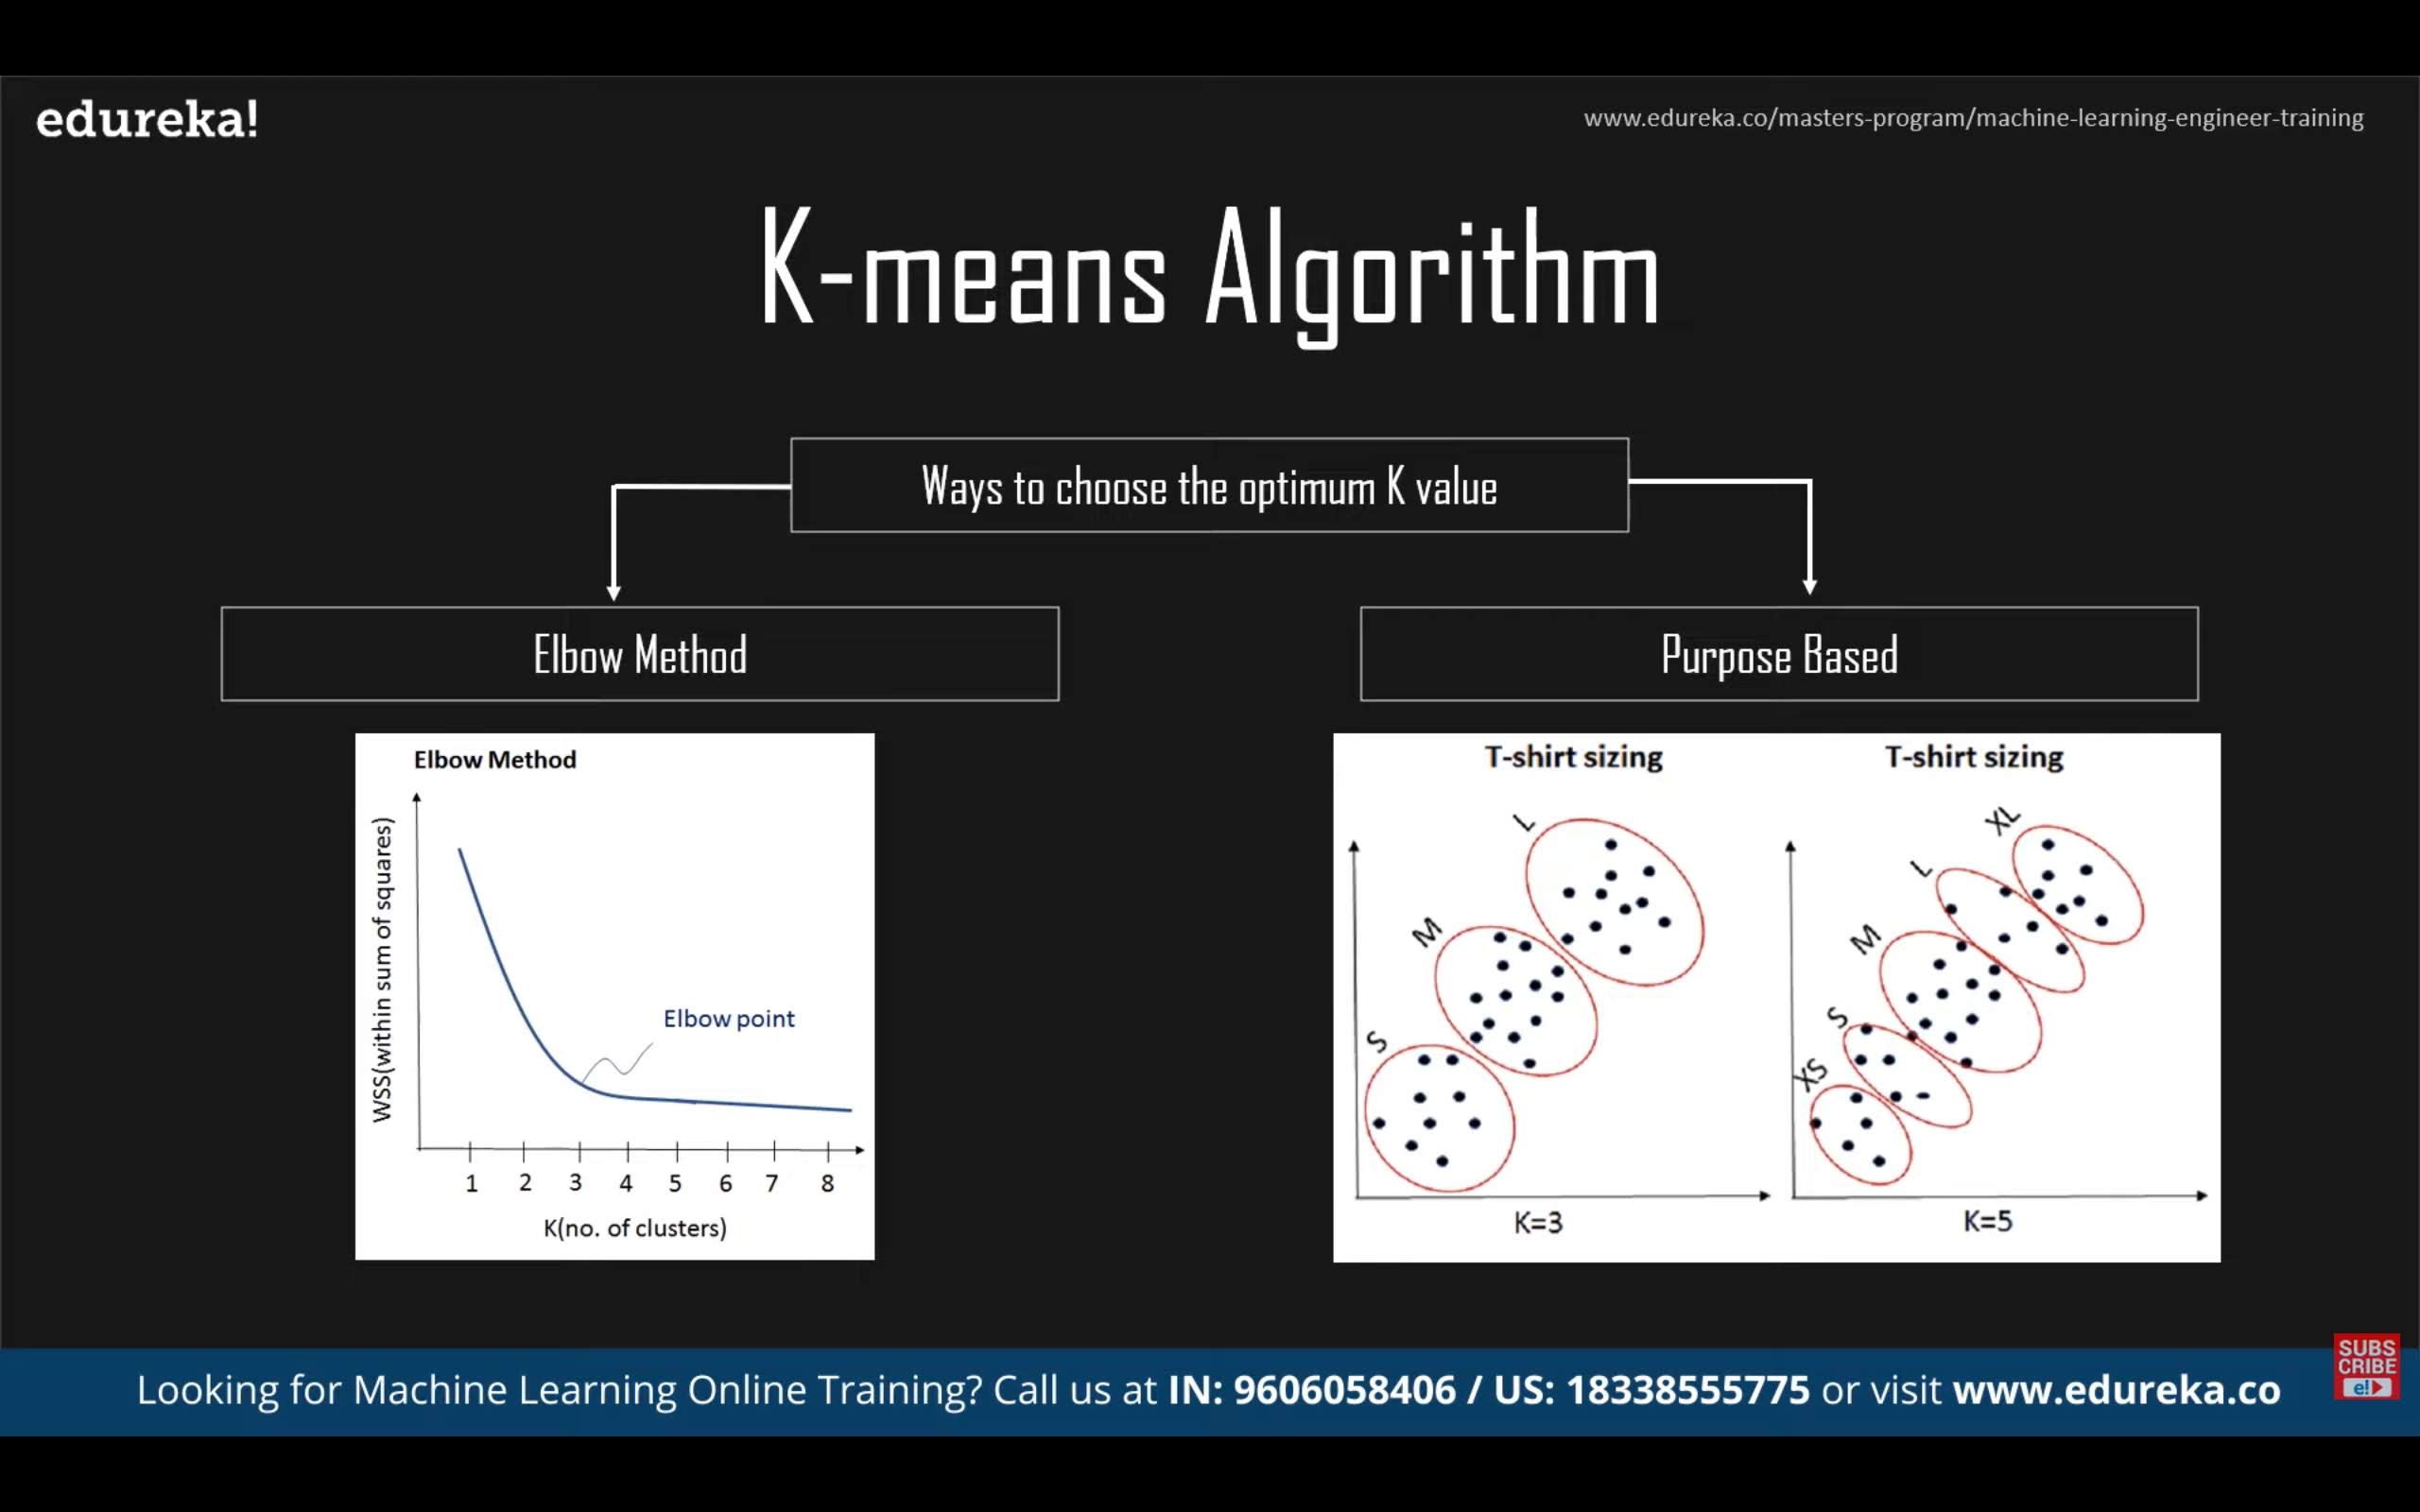 edureka!
www.edureka.co/masters-program/machine-learning-engineer-training
K-means Algorithm
Ways to choose the optimum K value
Elbow Method
Purpose Based
Elbow Method
WSS(within sum of squares)
Elbow point
1 2 3 4 5 6 7 8
K(no. of clusters)
T-shirt sizing
L
M
S
K=3
T-shirt sizing
XL
L
M
S
XS
K=5
Looking for Machine Learning Online Training? Call us at IN: 9606058406 / US: 18338555775 or visit www.edureka.co
SUBS
CRIBE
e!